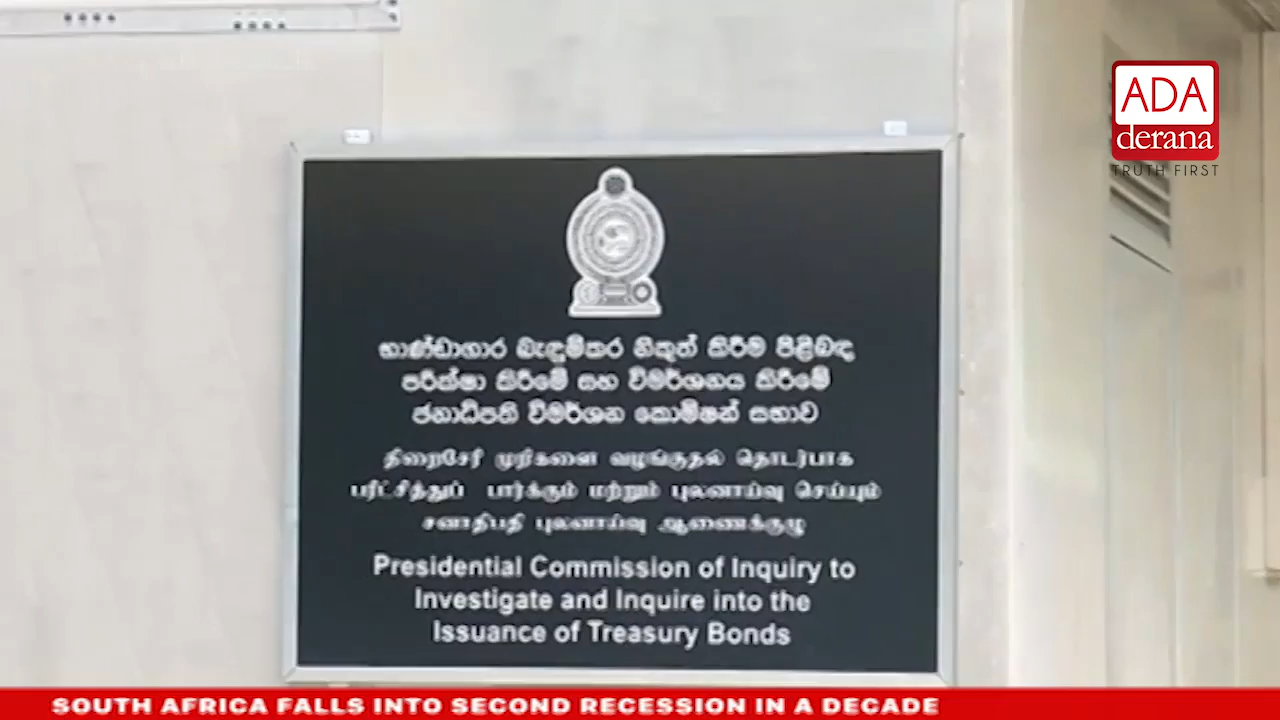 ADA
derana
TRUTH FIRST
භාණ්ඩාගාර බැඳුම්කර නිකුත් කිරීම පිළිබඳ
පරීක්ෂා කිරීමේ සහ විමර්ශනය කිරීමේ
ජනාධිපති විමර්ශන කොමිෂන් සභාව
திறைசேரி முறிகளை வழங்குதல் தொடர்பாக
பரீட்சித்துப் பார்க்கும் மற்றும் புலனாய்வு செய்யும்
சனாதிபதி புலனாய்வு ஆணைக்குழு
Presidential Commission of Inquiry to
Investigate and Inquire into the
Issuance of Treasury Bonds
SOUTH AFRICA FALLS INTO SECOND RECESSION IN A DECADE